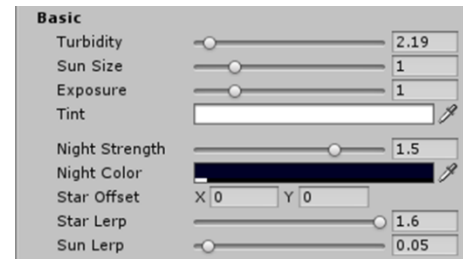 Basic
Turbidity 2.19
Sun Size 1
Exposure 1
Tint
Night Strength 1.5
Night Color
Star Offset X 0 Y 0
Star Lerp 1.6
Sun Lerp 0.05